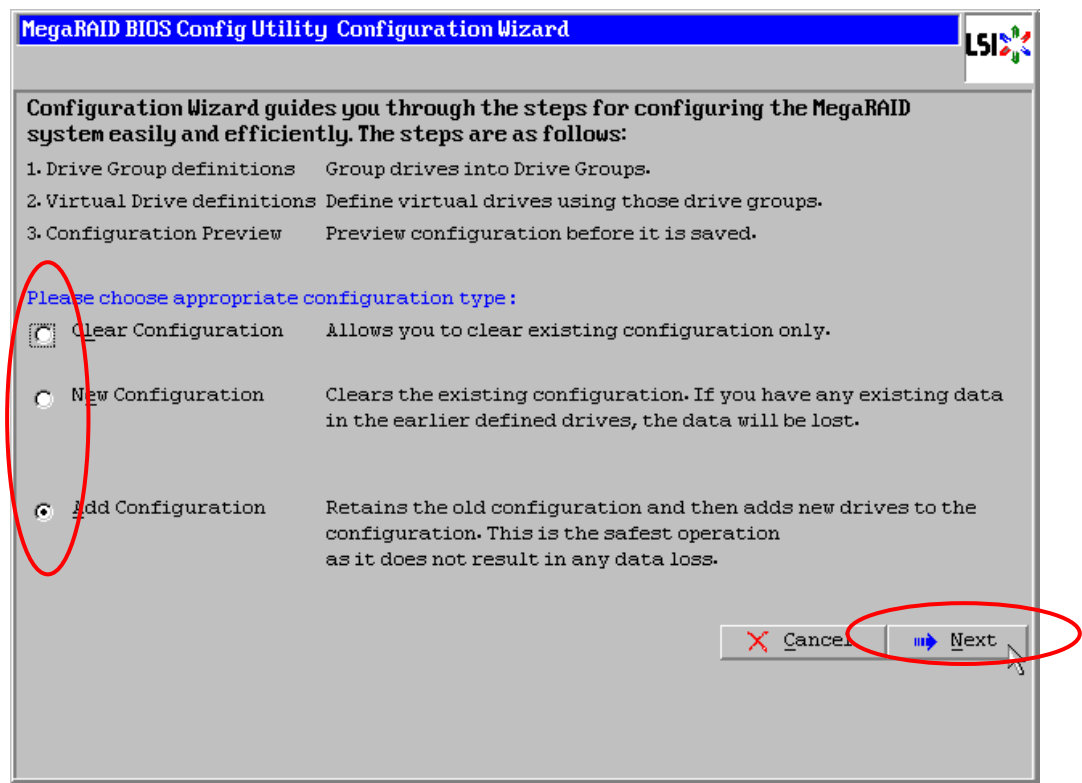 MegaRAID BIOS Config Utility Configuration Wizard
LSI
Configuration Wizard guides you through the steps for configuring the MegaRAID
system easily and efficiently. The steps are as follows:
1. Drive Group definitions Group drives into Drive Groups.
2. Virtual Drive definitions Define virtual drives using those drive groups.
3. Configuration Preview Preview configuration before it is saved.
Please choose appropriate configuration type:
Clear Configuration Allows you to clear existing configuration only.
New Configuration Clears the existing configuration. If you have any existing data
in the earlier defined drives, the data will be lost.
Add Configuration Retains the old configuration and then adds new drives to the
configuration. This is the safest operation
as it does not result in any data loss.
Cancel Next